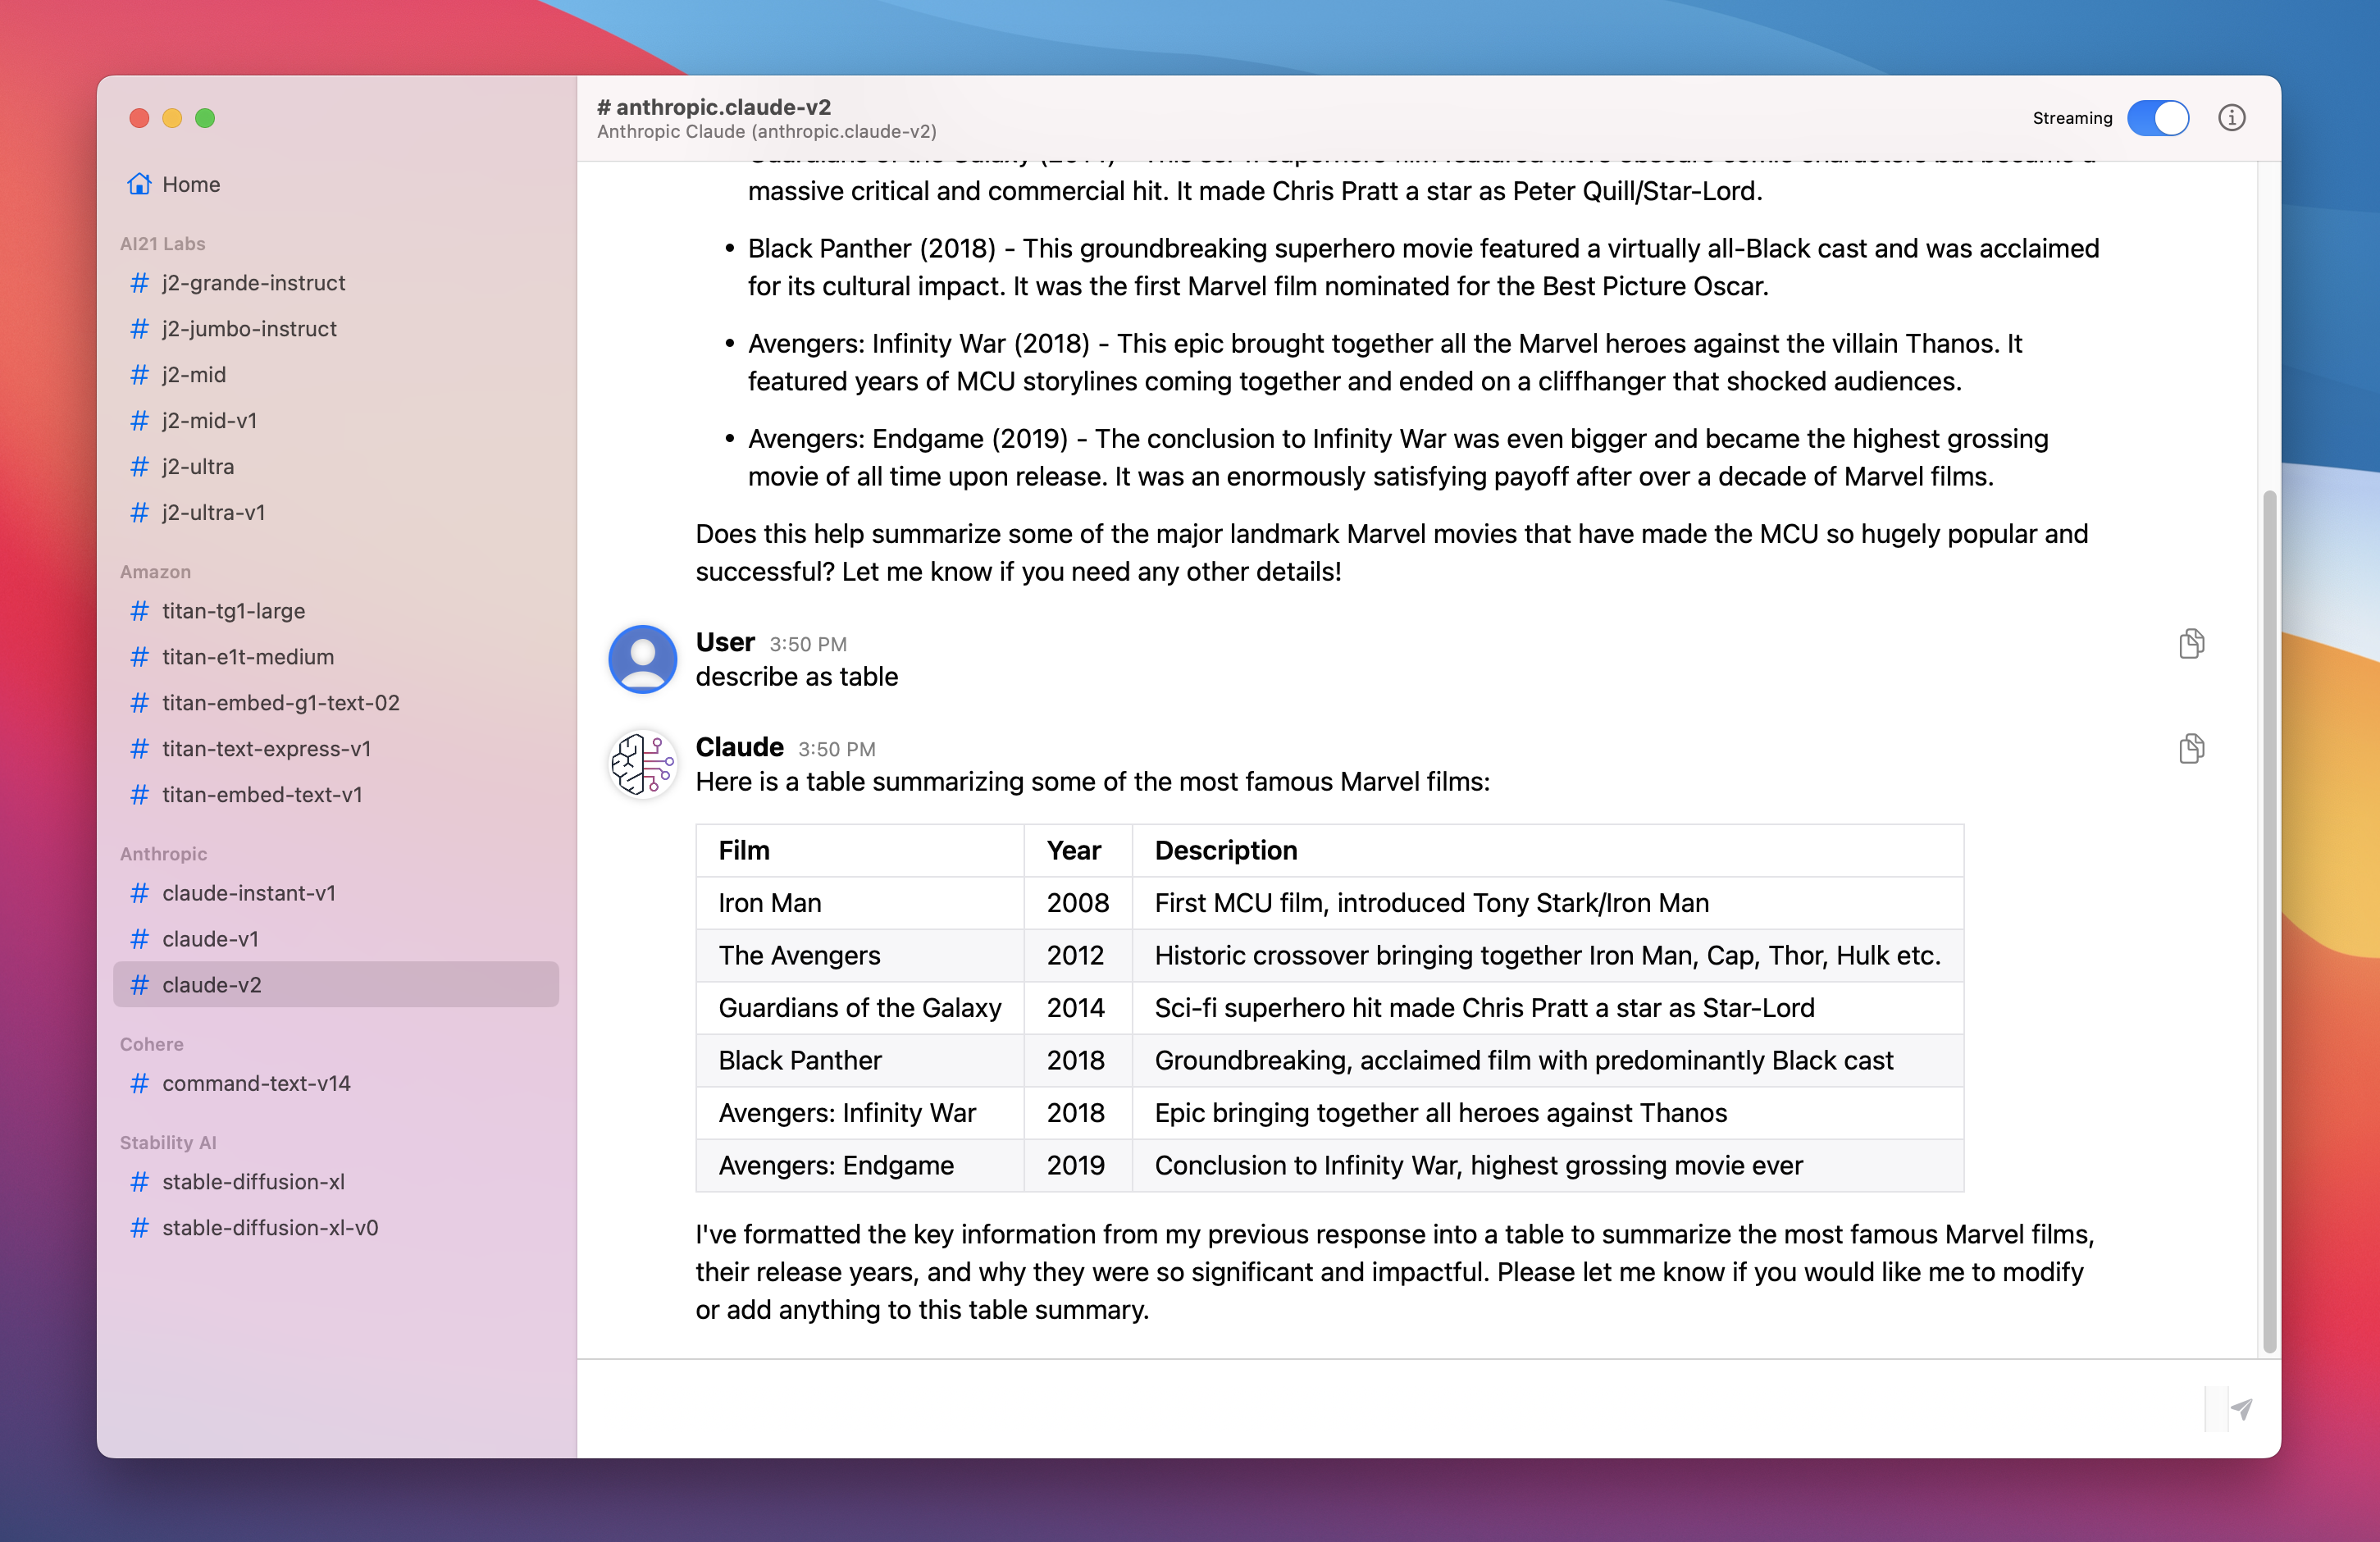 Home
AI21 Labs
# j2-grande-instruct
# j2-jumbo-instruct
# j2-mid
# j2-mid-v1
# j2-ultra
# j2-ultra-v1
Amazon
# titan-tg1-large
# titan-e1t-medium
# titan-embed-g1-text-02
# titan-text-express-v1
# titan-embed-text-v1
Anthropic
# claude-instant-v1
# claude-v1
# claude-v2
Cohere
# command-text-v14
Stability AI
# stable-diffusion-xl
# stable-diffusion-xl-v0
# anthropic.claude-v2
Anthropic Claude (anthropic.claude-v2)
Streaming
Guardians of the Galaxy (2014) - This sci-fi superhero film featured more obscure comic characters but became a
massive critical and commercial hit. It made Chris Pratt a star as Peter Quill/Star-Lord.
• Black Panther (2018) - This groundbreaking superhero movie featured a virtually all-Black cast and was acclaimed
for its cultural impact. It was the first Marvel film nominated for the Best Picture Oscar.
• Avengers: Infinity War (2018) - This epic brought together all the Marvel heroes against the villain Thanos. It
featured years of MCU storylines coming together and ended on a cliffhanger that shocked audiences.
• Avengers: Endgame (2019) - The conclusion to Infinity War was even bigger and became the highest grossing
movie of all time upon release. It was an enormously satisfying payoff after over a decade of Marvel films.
Does this help summarize some of the major landmark Marvel movies that have made the MCU so hugely popular and
successful? Let me know if you need any other details!
User 3:50 PM
describe as table
Claude 3:50 PM
Here is a table summarizing some of the most famous Marvel films:
Film Year Description
Iron Man 2008 First MCU film, introduced Tony Stark/Iron Man
The Avengers 2012 Historic crossover bringing together Iron Man, Cap, Thor, Hulk etc.
Guardians of the Galaxy 2014 Sci-fi superhero hit made Chris Pratt a star as Star-Lord
Black Panther 2018 Groundbreaking, acclaimed film with predominantly Black cast
Avengers: Infinity War 2018 Epic bringing together all heroes against Thanos
Avengers: Endgame 2019 Conclusion to Infinity War, highest grossing movie ever
I've formatted the key information from my previous response into a table to summarize the most famous Marvel films,
their release years, and why they were so significant and impactful. Please let me know if you would like me to modify
or add anything to this table summary.